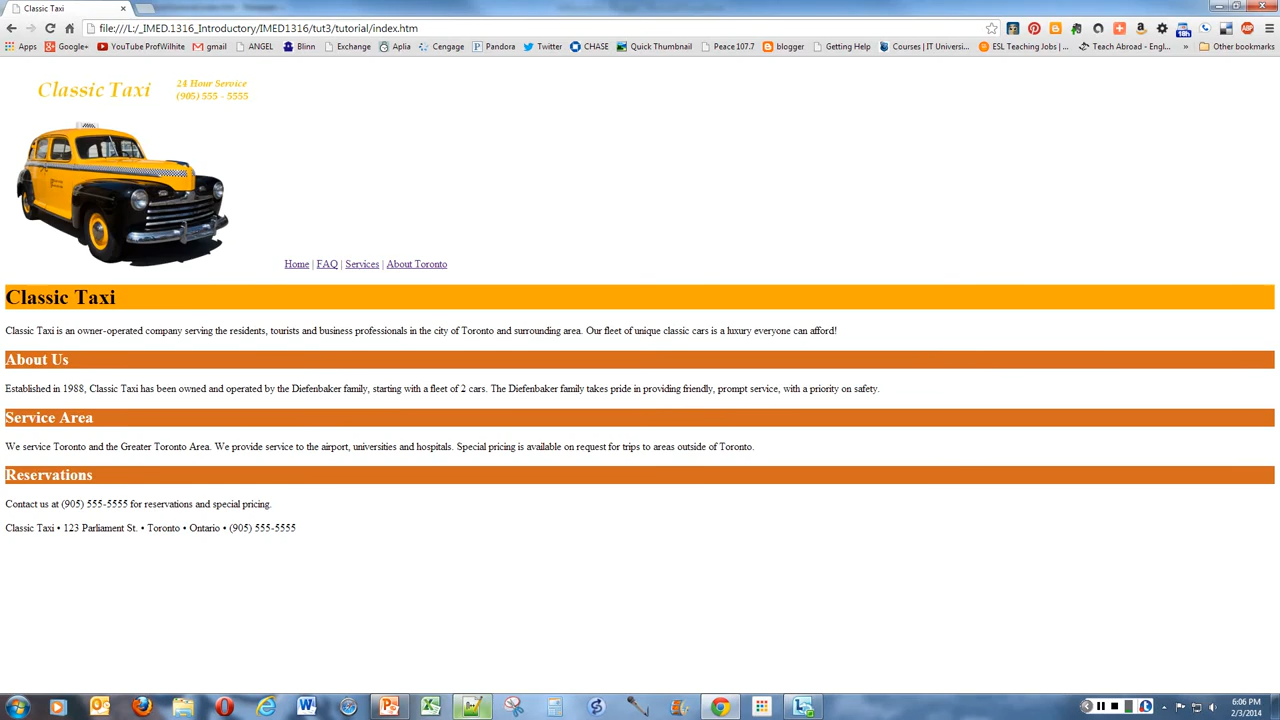 Classic Taxi
file:///L:/_IMED.1316_Introductory/IMED1316/tut3/tutorial/index.htm
Apps Google+ YouTube ProfWilhite gmail ANGEL Blinn Exchange Aplia Cengage Pandora Twitter CHASE Quick Thumbnail Peace 107.7 blogger Getting Help Courses | IT Universi... ESL Teaching Jobs | ... Teach Abroad - Engl... » Other bookmarks
Classic Taxi
24 Hour Service
(905) 555 - 5555
Home | FAQ | Services | About Toronto
Classic Taxi
Classic Taxi is an owner-operated company serving the residents, tourists and business professionals in the city of Toronto and surrounding area. Our fleet of unique classic cars is a luxury everyone can afford!
About Us
Established in 1988, Classic Taxi has been owned and operated by the Diefenbaker family, starting with a fleet of 2 cars. The Diefenbaker family takes pride in providing friendly, prompt service, with a priority on safety.
Service Area
We service Toronto and the Greater Toronto Area. We provide service to the airport, universities and hospitals. Special pricing is available on request for trips to areas outside of Toronto.
Reservations
Contact us at (905) 555-5555 for reservations and special pricing.
Classic Taxi • 123 Parliament St. • Toronto • Ontario • (905) 555-5555
6:06 PM
2/3/2014